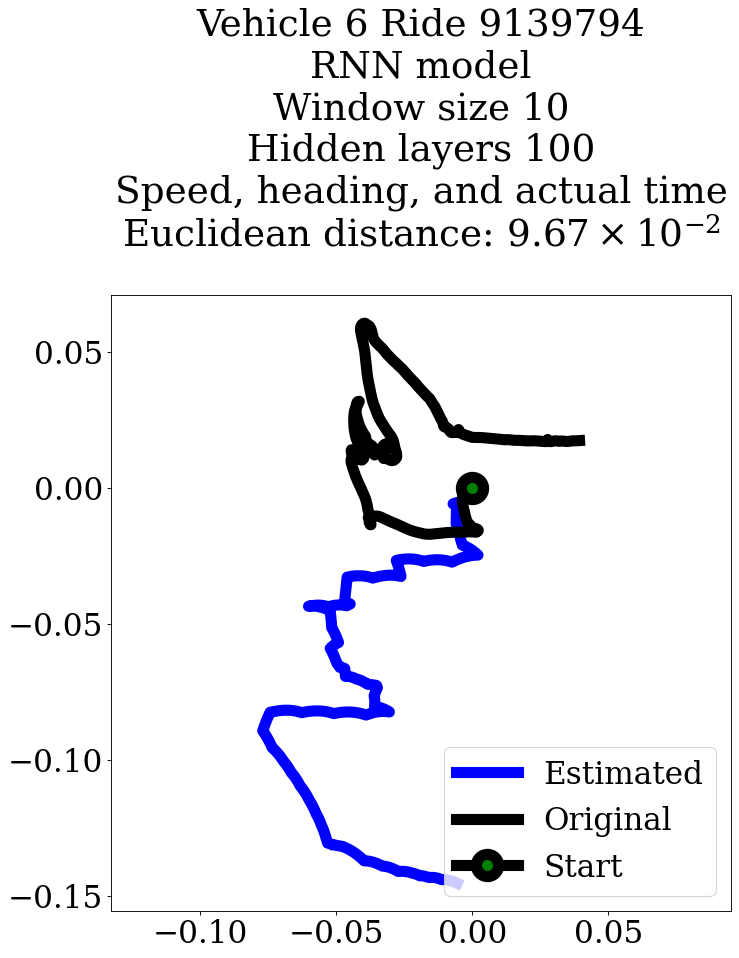 Vehicle 6 Ride 9139794
RNN model
Window size 10
Hidden layers 100
Speed, heading, and actual time
Euclidean distance: 9.67 × 10⁻²
0.05
0.00
−0.05
−0.10
−0.15
Estimated
Original
Start
−0.10 −0.05 0.00 0.05